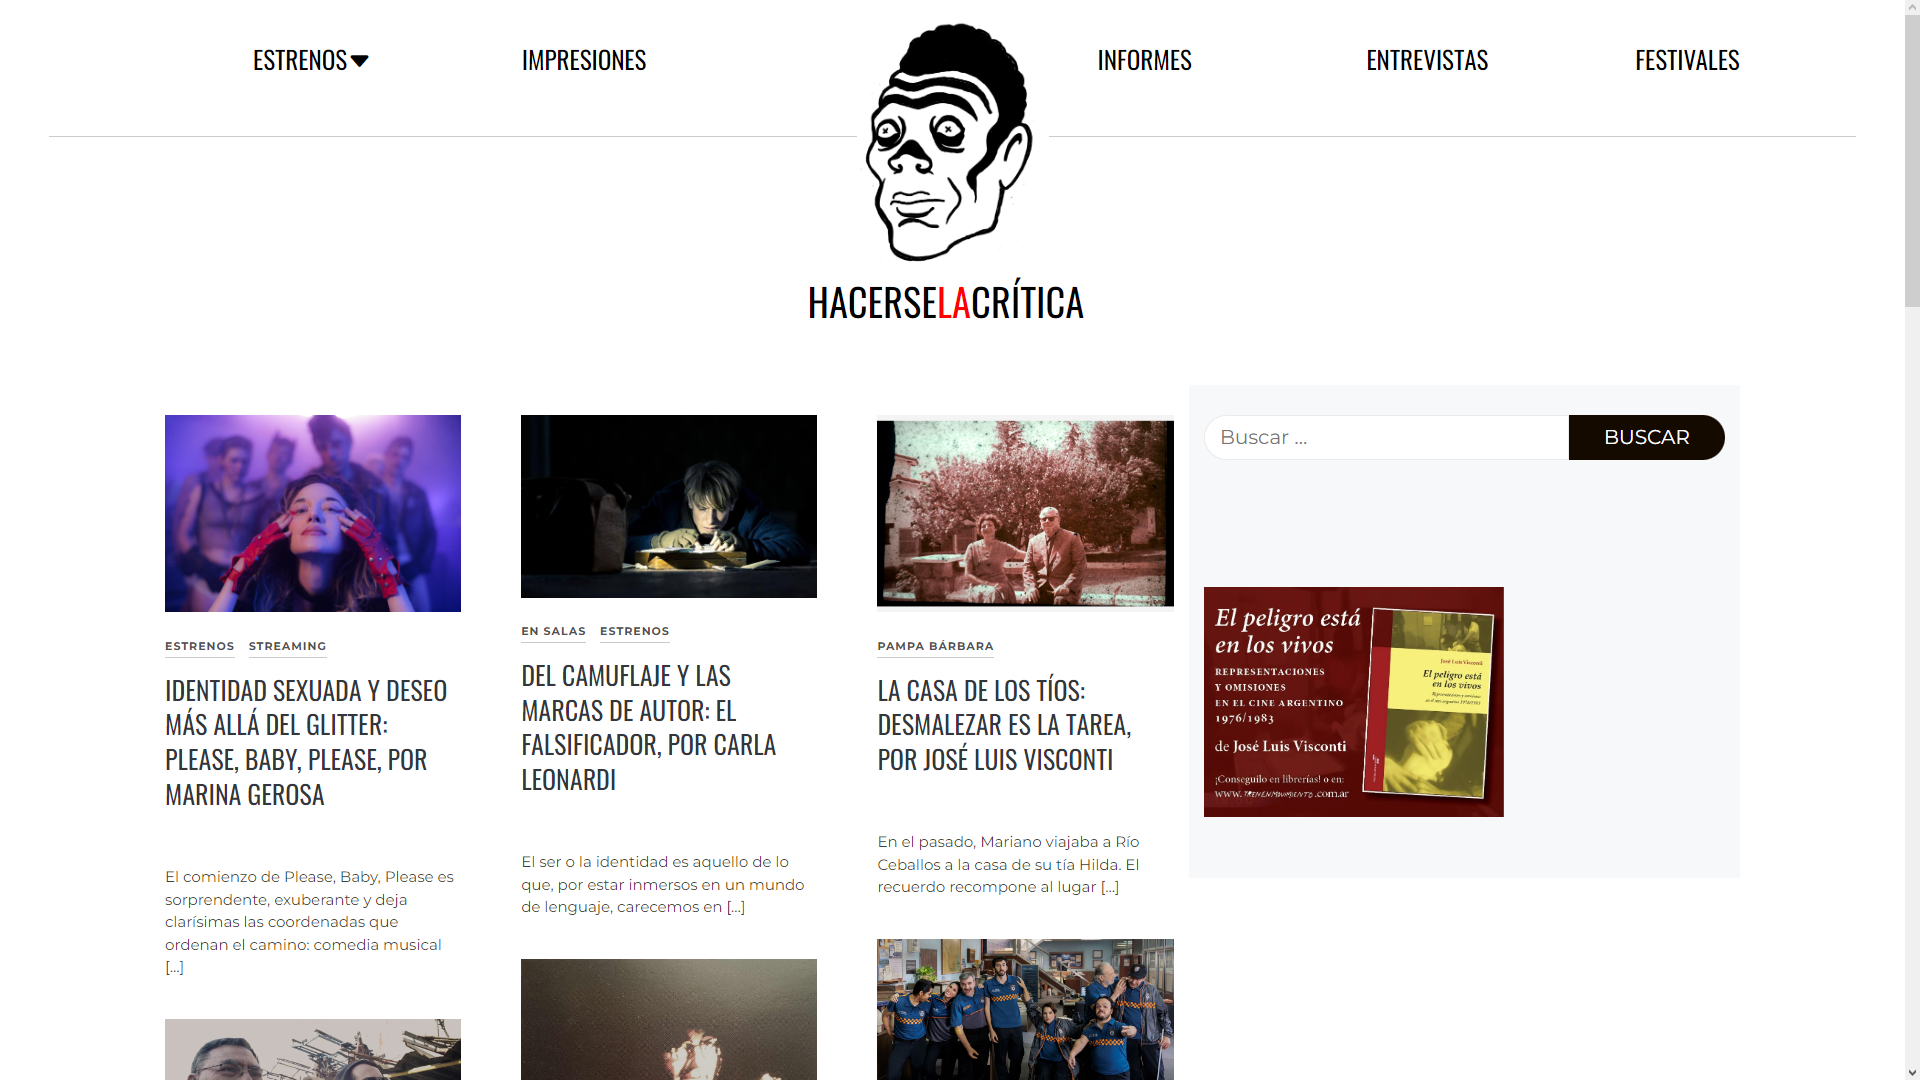 ESTRENOS
IMPRESIONES
INFORMES
ENTREVISTAS
FESTIVALES
HACERSELACRÍTICA
ESTRENOS STREAMING
IDENTIDAD SEXUADA Y DESEO
MÁS ALLÁ DEL GLITTER:
PLEASE, BABY, PLEASE, POR
MARINA GEROSA
El comienzo de Please, Baby, Please es
sorprendente, exuberante y deja
clarísimas las coordenadas que
ordenan el camino: comedia musical
[...]
EN SALAS ESTRENOS
DEL CAMUFLAJE Y LAS
MARCAS DE AUTOR: EL
FALSIFICADOR, POR CARLA
LEONARDI
El ser o la identidad es aquello de lo
que, por estar inmersos en un mundo
de lenguaje, carecemos en [...]
PAMPA BÁRBARA
LA CASA DE LOS TÍOS:
DESMALEZAR ES LA TAREA,
POR JOSÉ LUIS VISCONTI
En el pasado, Mariano viajaba a Río
Ceballos a la casa de su tía Hilda. El
recuerdo recompone al lugar [...]
Buscar ...
BUSCAR
El peligro está
en los vivos
REPRESENTACIONES
Y OMISIONES
EN EL CINE ARGENTINO
1976/1983
de José Luis Visconti
¡Conseguilo en librerías! o en:
www.TRENENMOVIMIENTO.com.ar
José Luis Visconti
El peligro está
en los vivos